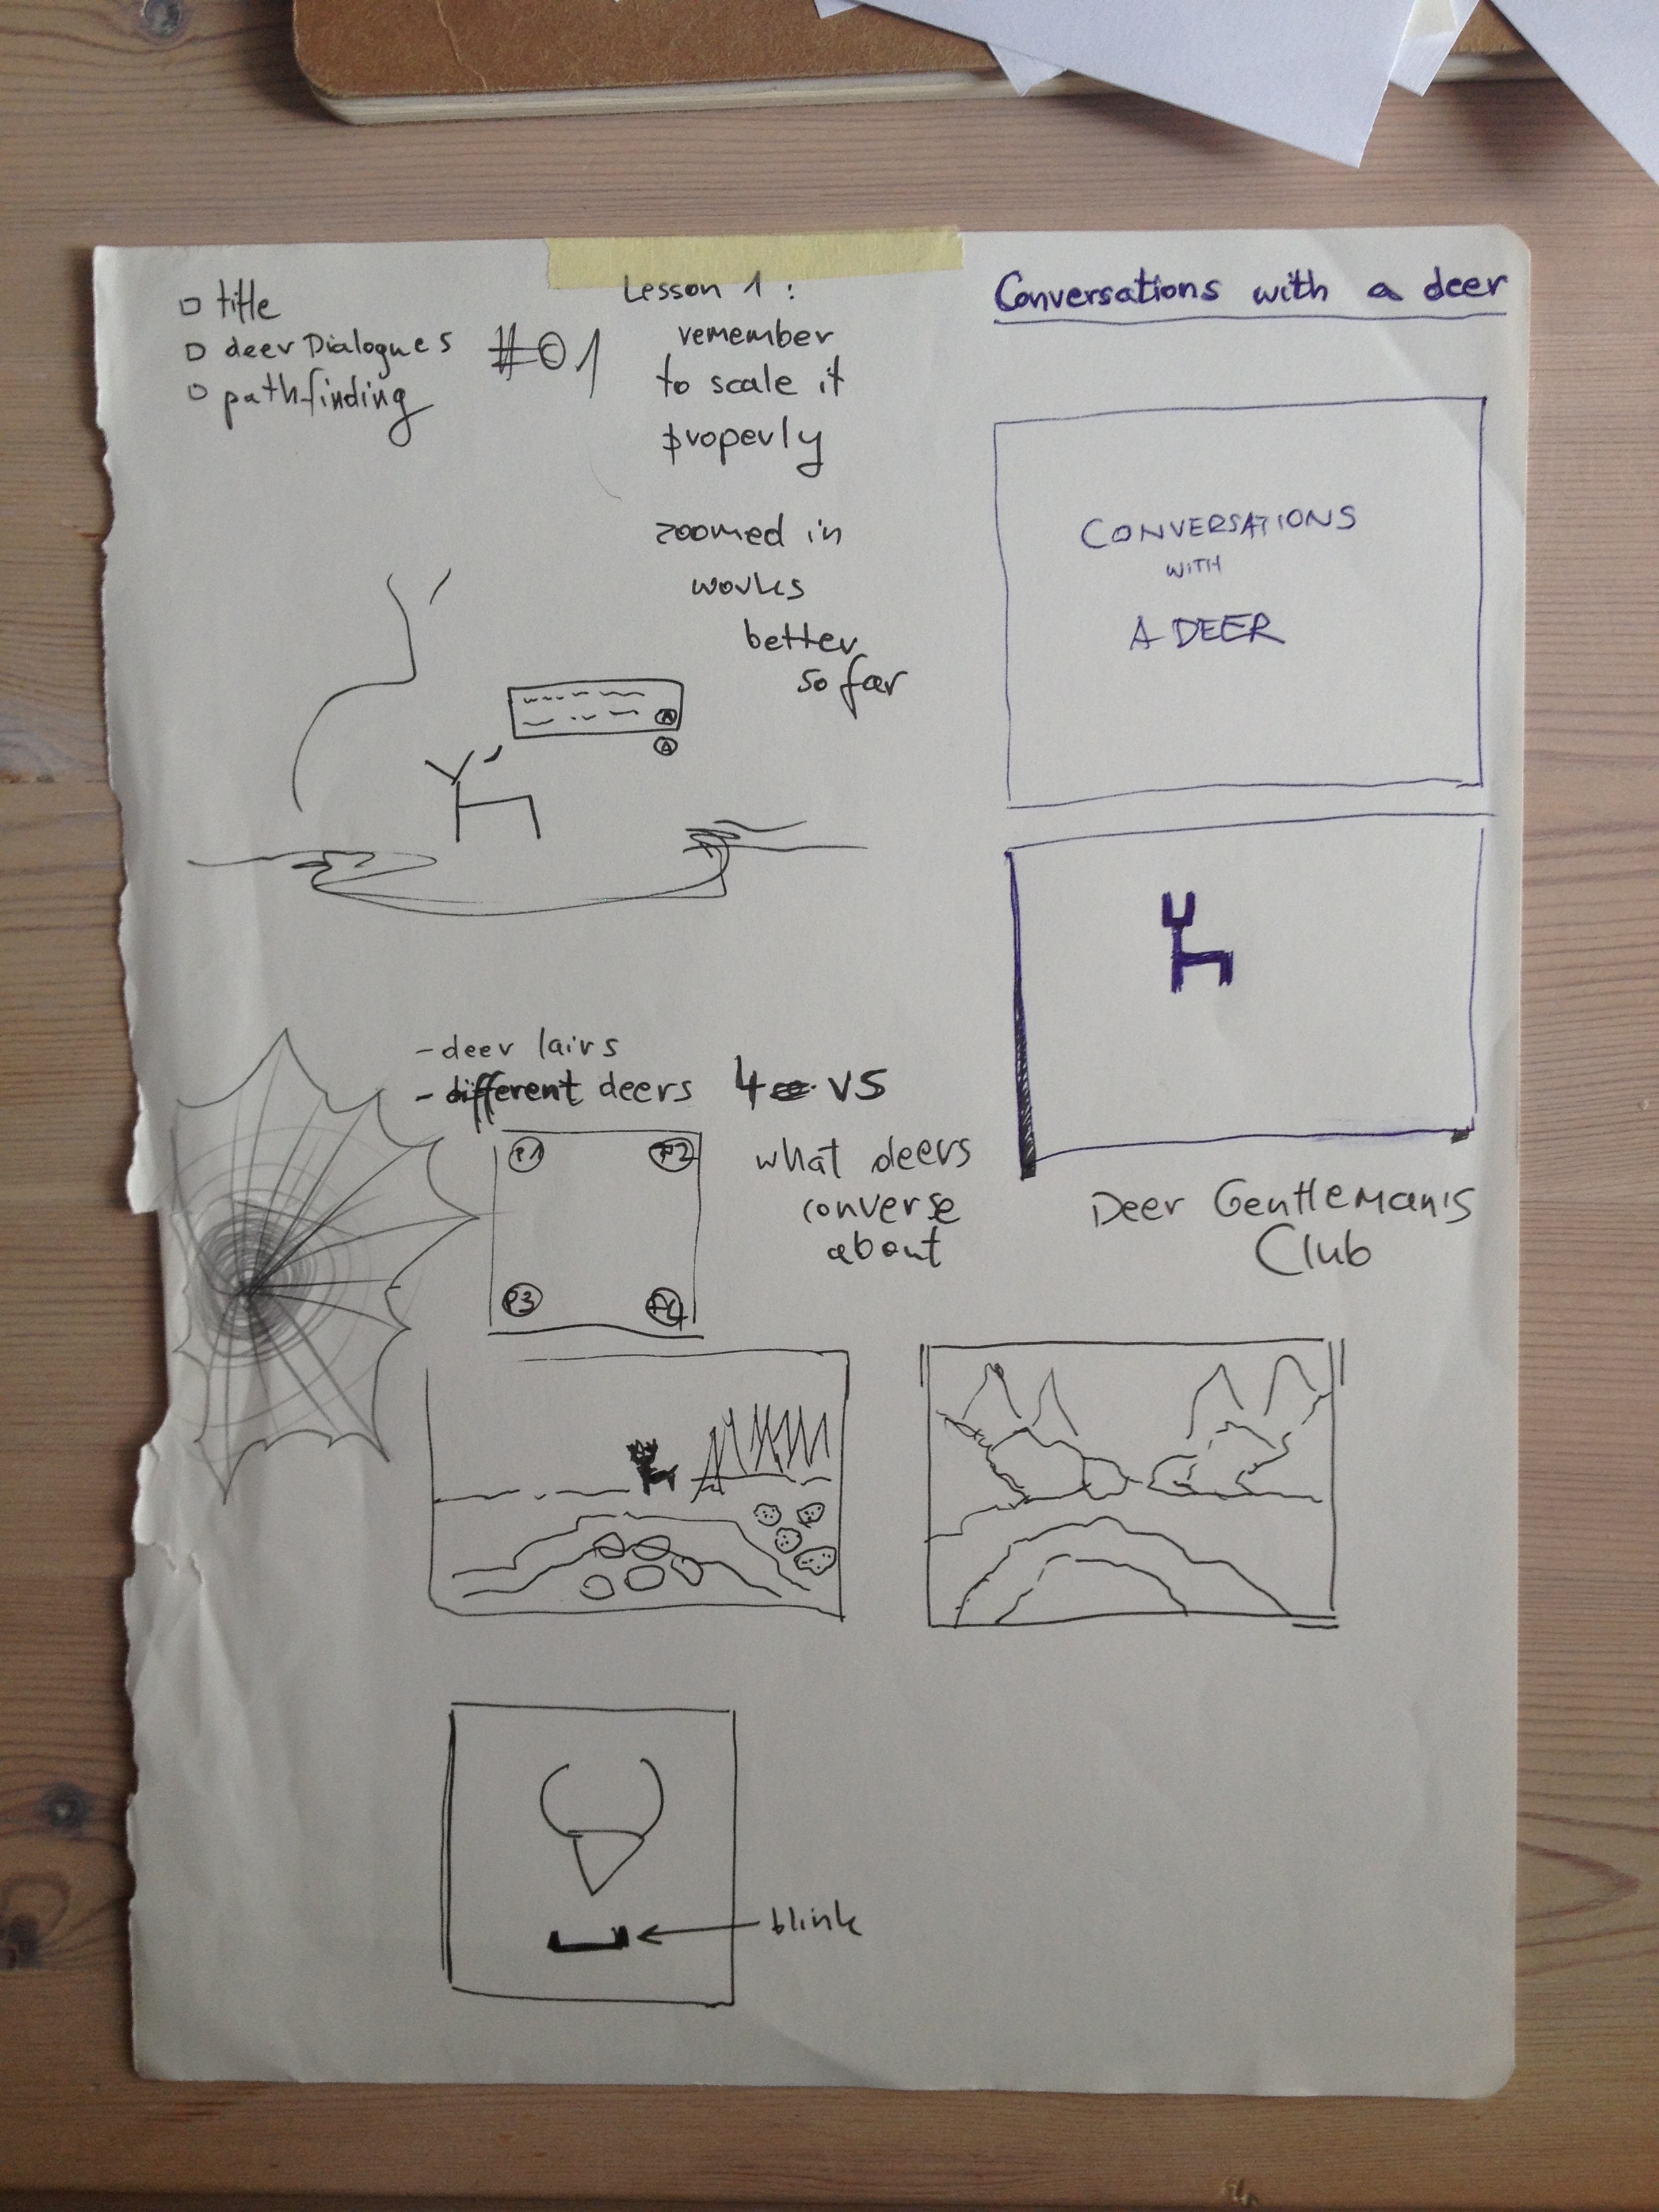 title
deer Dialogues
pathfinding
#01
Lesson 1:
remember
to scale it
properly
zoomed in
works
better
so far
Conversations with a deer
CONVERSATIONS
WITH
A DEER
A
A
- deer lairs
- different deers
4 VS
P1
P2
P3
P4
what deers
converse
about
Deer Gentlemanis
Club
blink